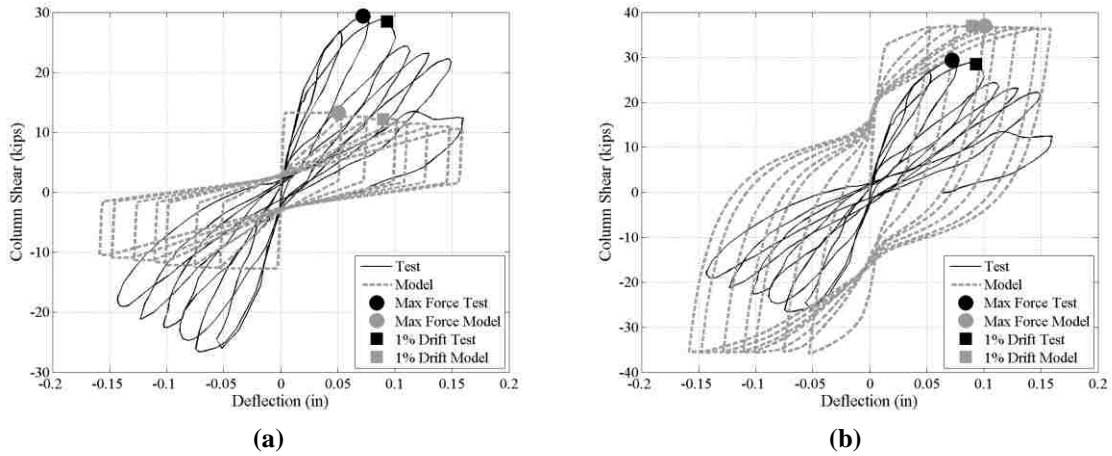 30
20
10
0
-10
-20
-30
-0.2 -0.15 -0.1 -0.05 0 0.05 0.1 0.15 0.2
Column Shear (kips)
Deflection (in)
Test
Model
Max Force Test
Max Force Model
1% Drift Test
1% Drift Model
(a)
40
30
20
10
0
-10
-20
-30
-40
-0.2 -0.15 -0.1 -0.05 0 0.05 0.1 0.15 0.2
Column Shear (kips)
Deflection (in)
Test
Model
Max Force Test
Max Force Model
1% Drift Test
1% Drift Model
(b)